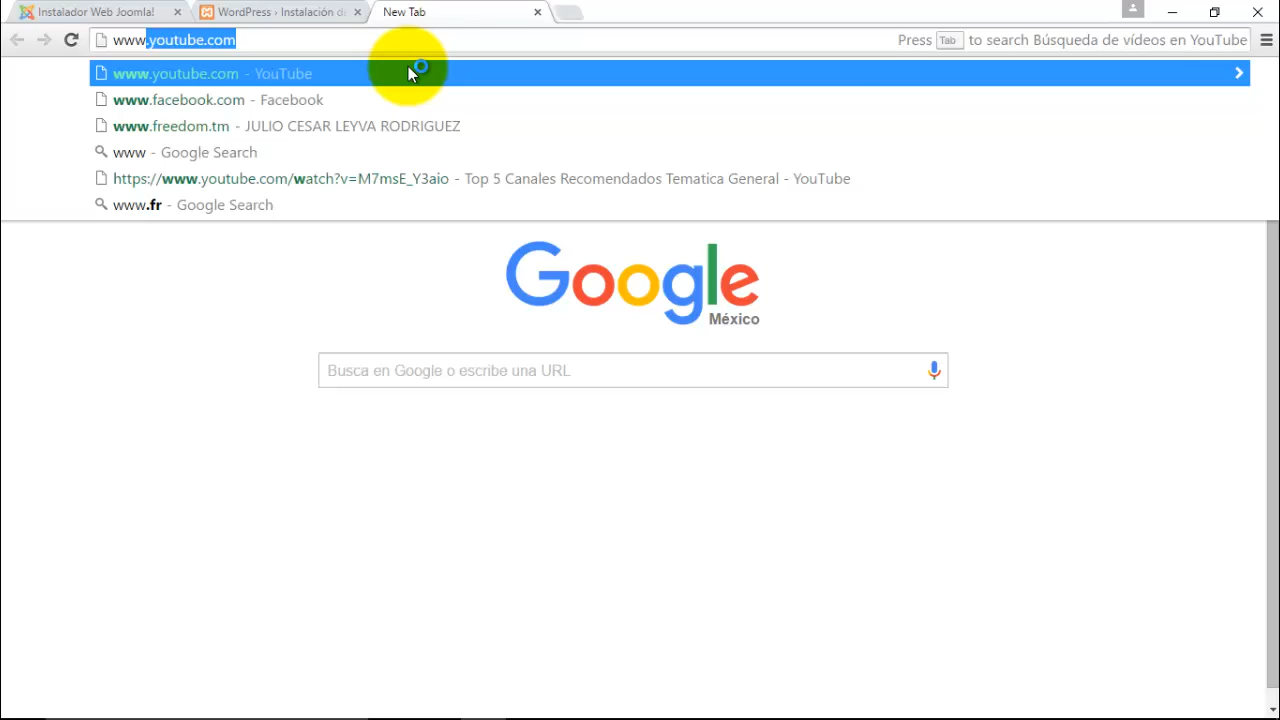 Instalador Web Joomla!
WordPress › Instalación de
New Tab
www.youtube.com
Press Tab to search Búsqueda de vídeos en YouTube
www.youtube.com - YouTube
www.facebook.com - Facebook
www.freedom.tm - JULIO CESAR LEYVA RODRIGUEZ
www - Google Search
https://www.youtube.com/watch?v=M7msE_Y3aio - Top 5 Canales Recomendados Tematica General - YouTube
www.fr - Google Search
Google
México
Busca en Google o escribe una URL